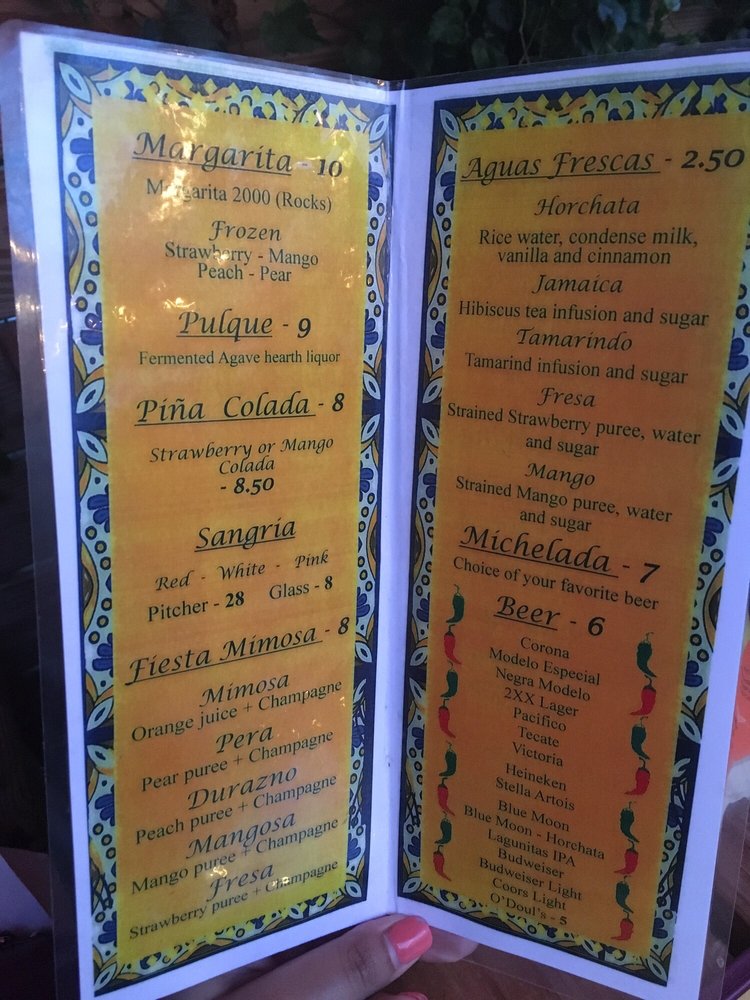 Margarita - 10
Margarita 2000 (Rocks)
Frozen
Strawberry - Mango
Peach - Pear
Pulque - 9
Fermented Agave hearth liquor
Piña Colada - 8
Strawberry or Mango
Colada
- 8.50
Sangria
Red - White - Pink
Pitcher - 28 Glass - 8
Fiesta Mimosa - 8
Mimosa
Orange juice + Champagne
Pera
Pear puree + Champagne
Durazno
Peach puree + Champagne
Mangosa
Mango puree + Champagne
Fresa
Strawberry puree + Champagne
Aguas Frescas - 2.50
Horchata
Rice water, condense milk,
vanilla and cinnamon
Jamaica
Hibiscus tea infusion and sugar
Tamarindo
Tamarind infusion and sugar
Fresa
Strained Strawberry puree, water
and sugar
Mango
Strained Mango puree, water
and sugar
Michelada - 7
Choice of your favorite beer
Beer - 6
Corona
Modelo Especial
Negra Modelo
2XX Lager
Pacifico
Tecate
Victoria
Heineken
Stella Artois
Blue Moon
Blue Moon - Horchata
Lagunitas IPA
Budweiser
Budweiser Light
Coors Light
O'Doul's - 5